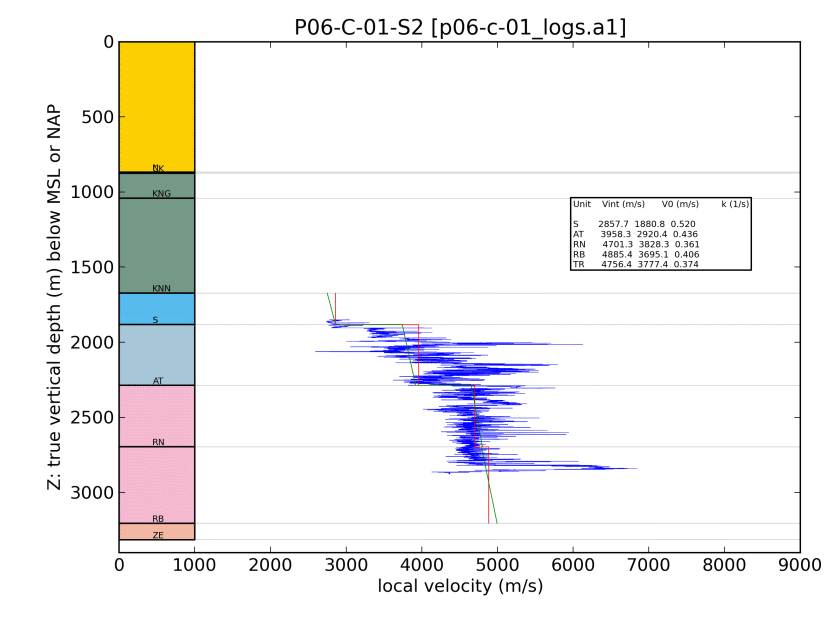 P06-C-01-S2 [p06-c-01_logs.a1]
Z: true vertical depth (m) below MSL or NAP
0
500
1000
1500
2000
2500
3000
KNG
KNN
S
AT
RN
RB
ZE
Unit Vint (m/s) V0 (m/s) k (1/s)
S 2857.7 1880.8 0.520
AT 3958.3 2920.4 0.436
RN 4701.3 3828.3 0.361
RB 4885.4 3695.1 0.406
TR 4756.4 3777.4 0.374
0 1000 2000 3000 4000 5000 6000 7000 8000 9000
local velocity (m/s)